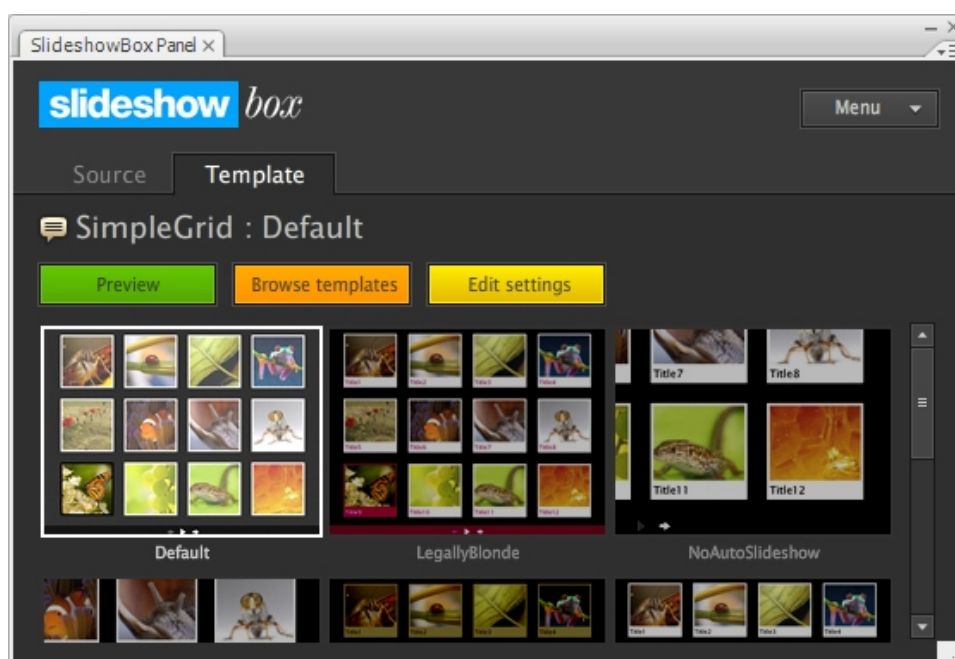 SlideshowBox Panel ×
slideshow box
Menu
Source Template
SimpleGrid : Default
Preview Browse templates Edit settings
Title7 Title8
Title11 Title12
Default LegallyBlonde NoAutoSlideshow